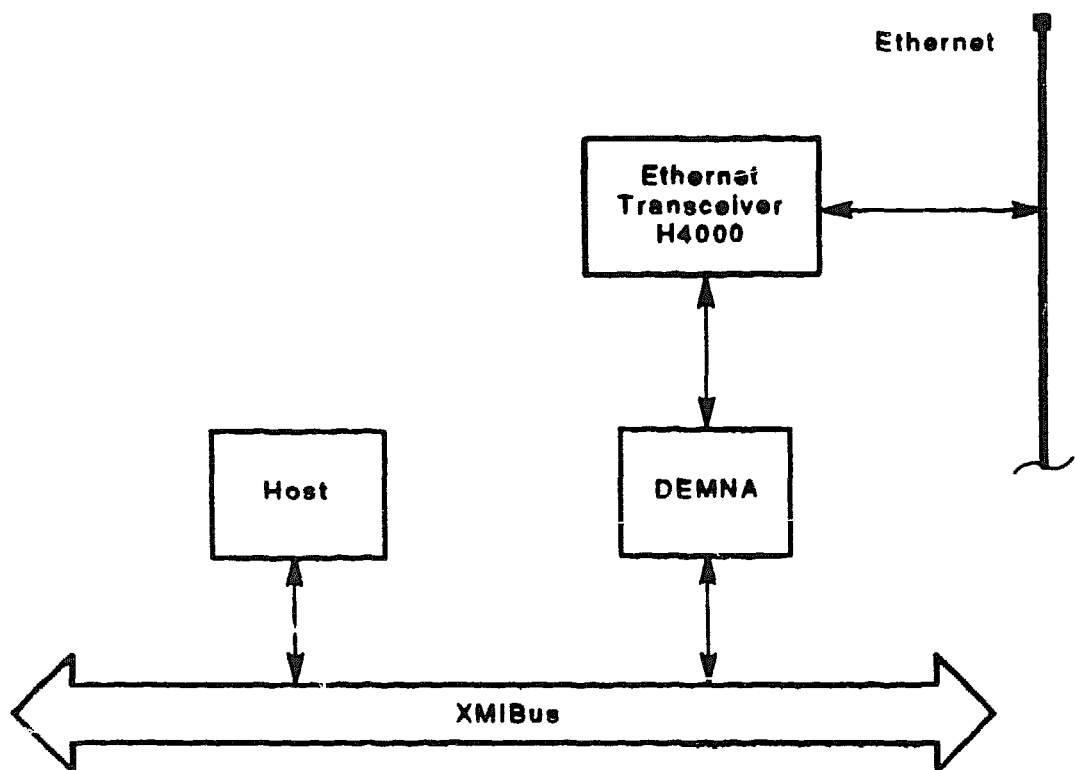 Ethernet
Ethernet
Transceiver
H4000
Host
DEMNA
XMIBus